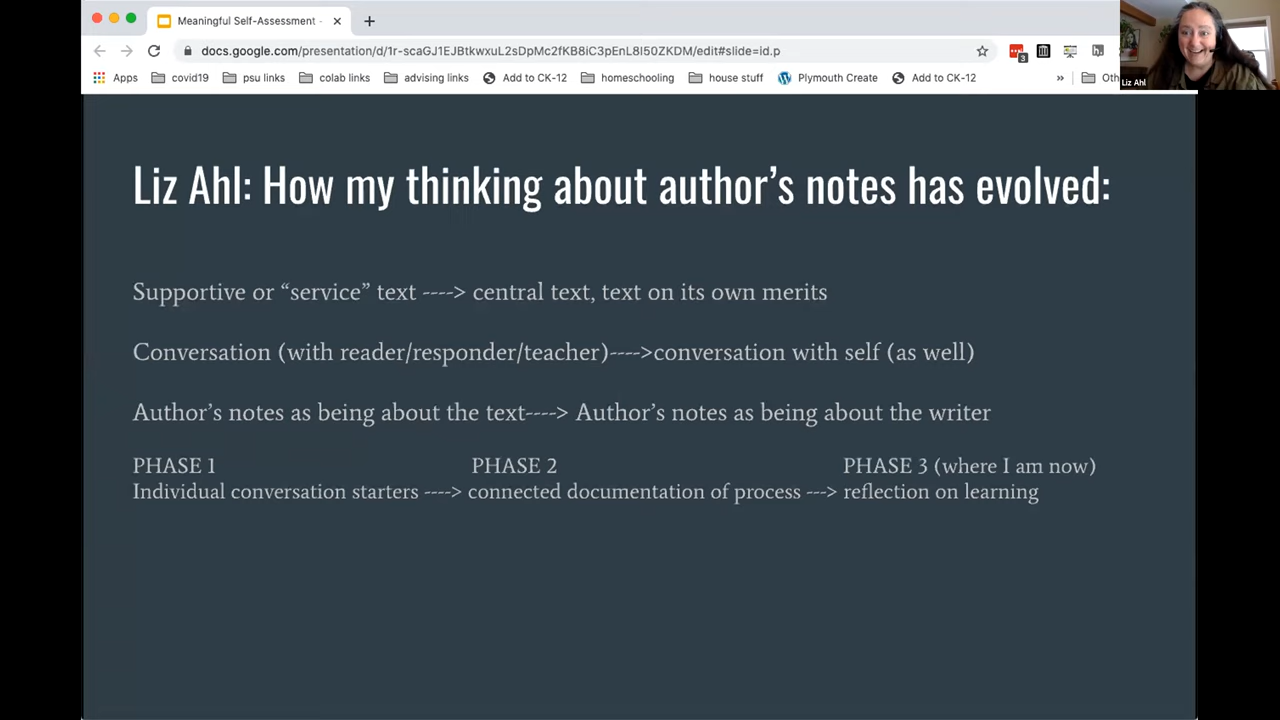 Meaningful Self-Assessment -
docs.google.com/presentation/d/1r-scaGJ1EJBtkwxuL2sDpMc2fKB8iC3pEnL8l50ZKDM/edit#slide=id.p
3
Apps covid19 psu links colab links advising links Add to CK-12 homeschooling house stuff Plymouth Create Add to CK-12 » Oth
Liz Ahl
Liz Ahl: How my thinking about author’s notes has evolved:
Supportive or “service” text ----> central text, text on its own merits
Conversation (with reader/responder/teacher)---->conversation with self (as well)
Author’s notes as being about the text----> Author’s notes as being about the writer
PHASE 1 PHASE 2 PHASE 3 (where I am now)
Individual conversation starters ----> connected documentation of process ---> reflection on learning